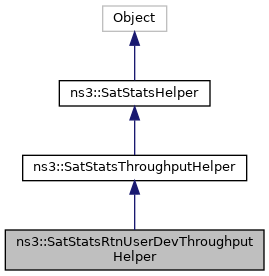 Object
ns3::SatStatsHelper
ns3::SatStatsThroughputHelper
ns3::SatStatsRtnUserDevThroughput
Helper